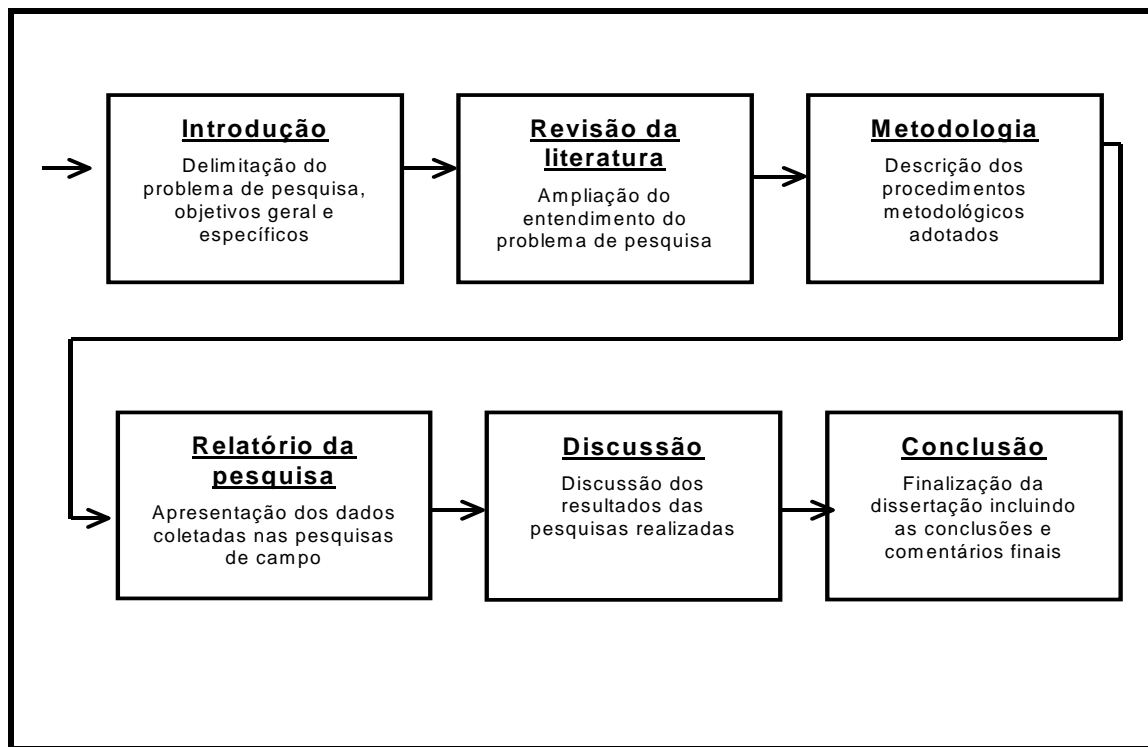 Introdução
Delimitação do
problema de pesquisa,
objetivos geral e
específicos
Revisão da
literatura
Ampliação do
entendimento do
problema de pesquisa
Metodologia
Descrição dos
procedimentos
metodológicos
adotados
Relatório da
pesquisa
Apresentação dos dados
coletadas nas pesquisas
de campo
Discussão
Discussão dos
resultados das
pesquisas realizadas
Conclusão
Finalização da
dissertação incluindo
as conclusões e
comentários finais